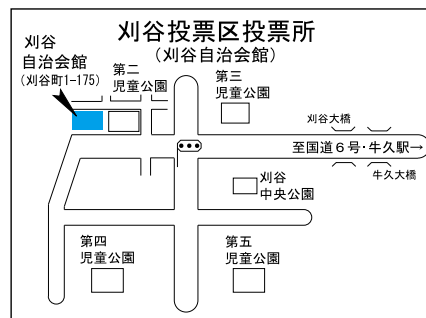 刈谷投票区投票所
(刈谷自治会館)
刈谷
自治会館
(刈谷町1-175)
第二
児童公園
第三
児童公園
刈谷大橋
至国道６号・牛久駅→
牛久大橋
刈谷
中央公園
第四
児童公園
第五
児童公園